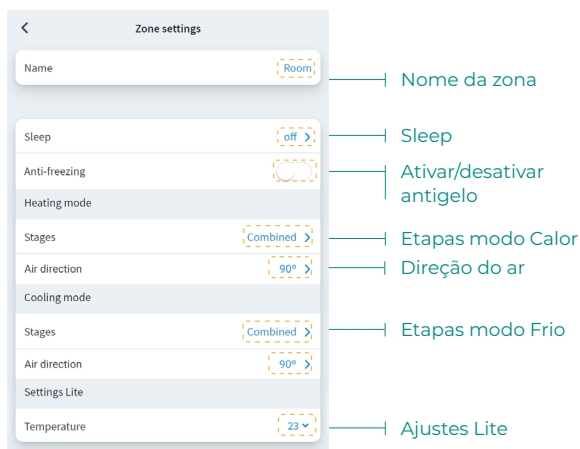 Zone settings
Name Room
Nome da zona
Sleep off
Sleep
Anti-freezing
Ativar/desativar
antigelo
Heating mode
Stages Combined
Etapas modo Calor
Air direction 90º
Direção do ar
Cooling mode
Stages Combined
Etapas modo Frio
Air direction 90º
Settings Lite
Temperature 23
Ajustes Lite